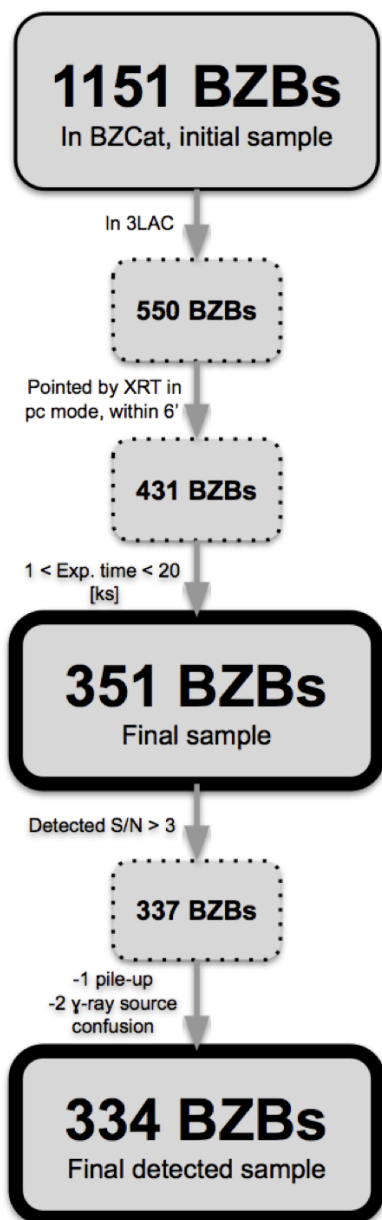 1151 BZBs
In BZCat, initial sample
In 3LAC
550 BZBs
Pointed by XRT in
pc mode, within 6'
431 BZBs
1 < Exp. time < 20
[ks]
351 BZBs
Final sample
Detected S/N > 3
337 BZBs
-1 pile-up
-2 γ-ray source
confusion
334 BZBs
Final detected sample